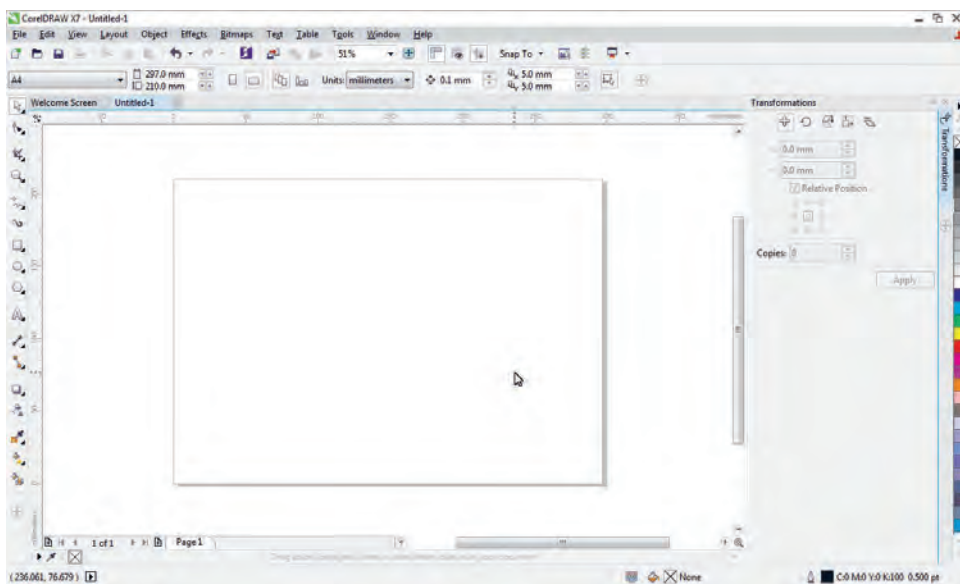 CorelDRAW X7 - Untitled-1
File Edit View Layout Object Effects Bitmaps Text Table Tools Window Help
51% Snap To
A4 297.0 mm 210.0 mm Units: millimeters 0.1 mm 5.0 mm 5.0 mm
Welcome Screen Untitled-1
Transformations
Transformations
0.0 mm
0.0 mm
Relative Position
Copies: 0
Apply
1 of 1 Page 1
(236.061, 76.679) None C:0 M:0 Y:0 K:100 0.500 pt